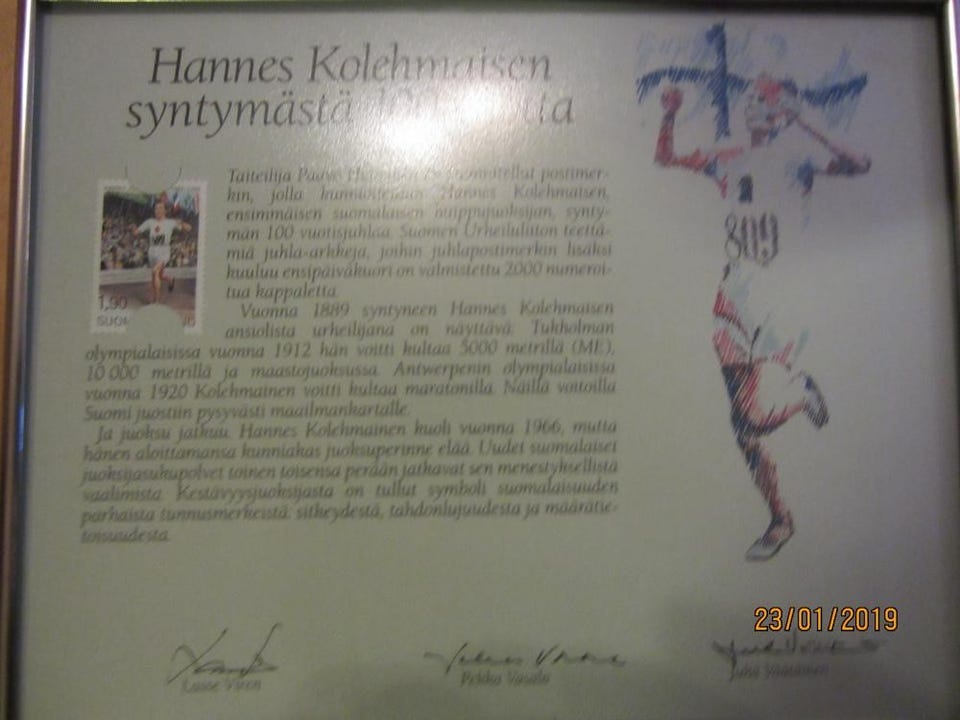 Hannes Kolehmaisen
syntymästä 100 vuotta
Taiteilija Paavo on suunnitellut postimer-
kin, jolla kunnioitetaan Hannes Kolehmaisen,
ensimmäisen suomalaisen huippujuoksijan, synty-
män 100 vuotisjuhlaa. Suomen Urheiluliiton teettä-
miä juhla-arkkeja, joihin juhlapostimerkin lisäksi
kuuluu ensipäiväkuori on valmistettu 2000 numeroi-
tua kappaletta.
Vuonna 1889 syntyneen Hannes Kolehmaisen
ansiolista urheilijana on näyttävä: Tukholman
olympialaisissa vuonna 1912 hän voitti kultaa 5000 metrillä (ME),
10 000 metrillä ja maastojuoksussa. Antwerpenin olympialaisissa
vuonna 1920 Kolehmainen voitti kultaa maratonilla. Näillä voitoilla
Suomi juostiin pysyvästi maailmankartalle.
Ja juoksu jatkuu. Hannes Kolehmainen kuoli vuonna 1966, mutta
hänen aloittamansa kunniakas juoksuperinne elää. Uudet suomalaiset
juoksijasukupolvet toinen toisensa perään jatkavat sen menestyksellistä
vaalimista. Kestävyysjuoksijasta on tullut symboli suomalaisuuden
parhaista tunnusmerkeistä: sitkeydestä, tahdonlujuudesta ja määrätie-
toisuudesta.
1,90
SUOM
809
23/01/2019
Lasse Viren
Pekka Vasala
Juha Väätäinen